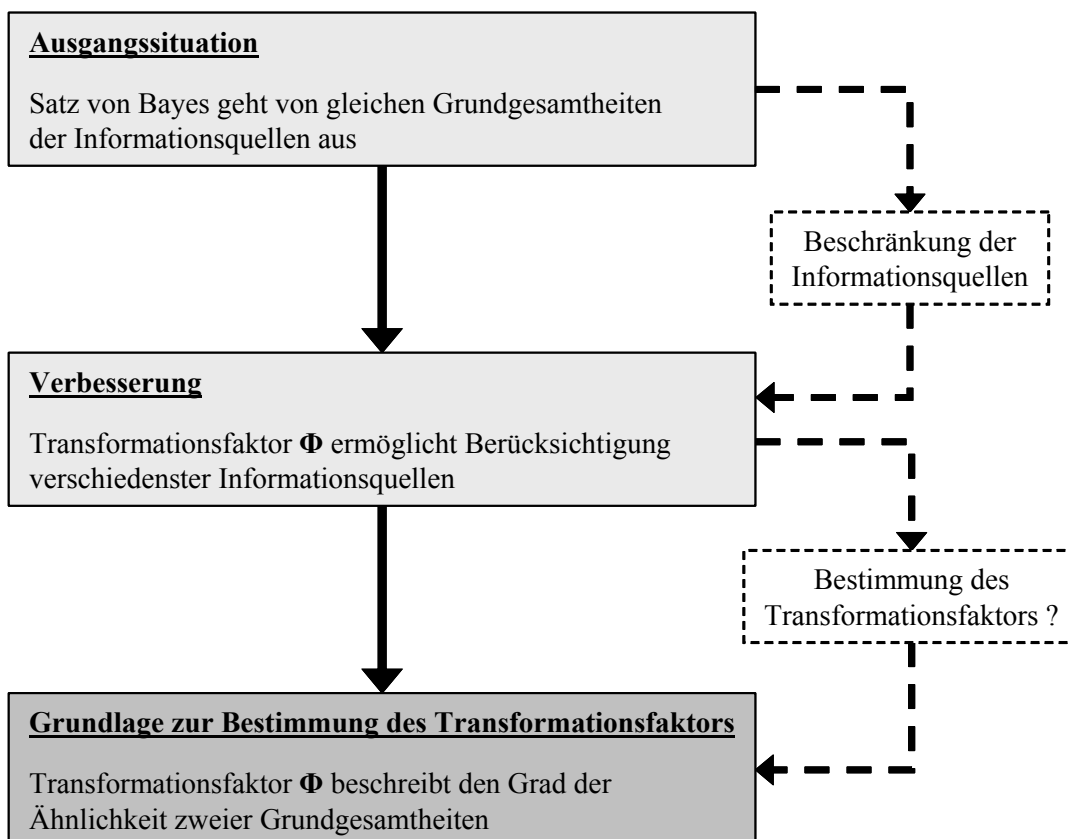 Ausgangssituation
Satz von Bayes geht von gleichen Grundgesamtheiten
der Informationsquellen aus
Beschränkung der
Informationsquellen
Verbesserung
Transformationsfaktor Φ ermöglicht Berücksichtigung
verschiedenster Informationsquellen
Bestimmung des
Transformationsfaktors ?
Grundlage zur Bestimmung des Transformationsfaktors
Transformationsfaktor Φ beschreibt den Grad der
Ähnlichkeit zweier Grundgesamtheiten